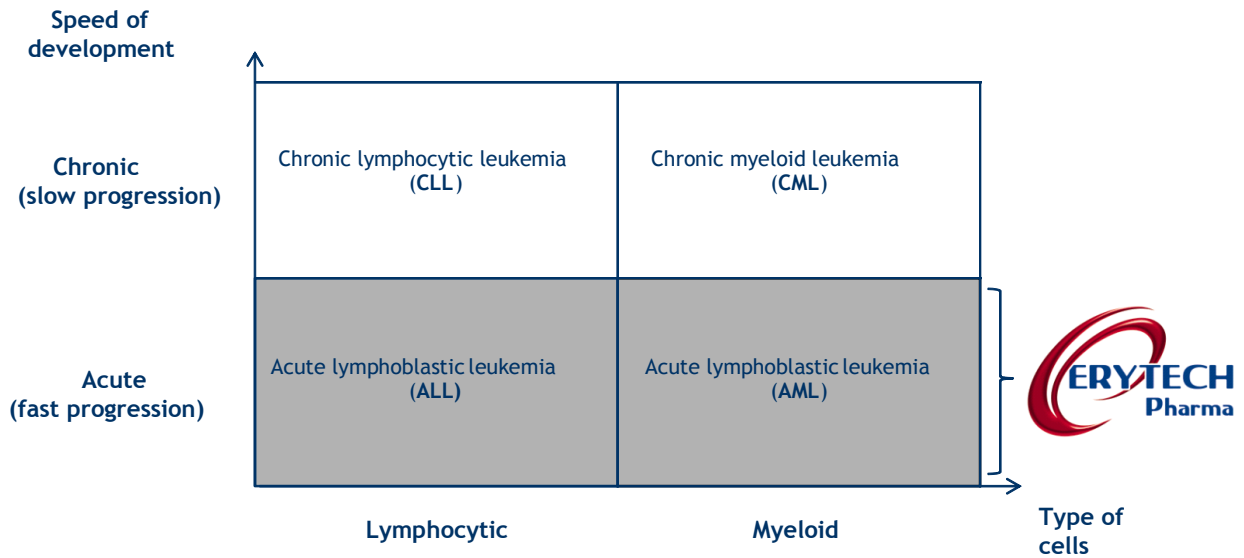 Speed of
development
Chronic
(slow progression)
Chronic lymphocytic leukemia
(CLL)
Chronic myeloid leukemia
(CML)
Acute
(fast progression)
Acute lymphoblastic leukemia
(ALL)
Acute lymphoblastic leukemia
(AML)
ERYTECH
Pharma
Lymphocytic
Myeloid
Type of
cells